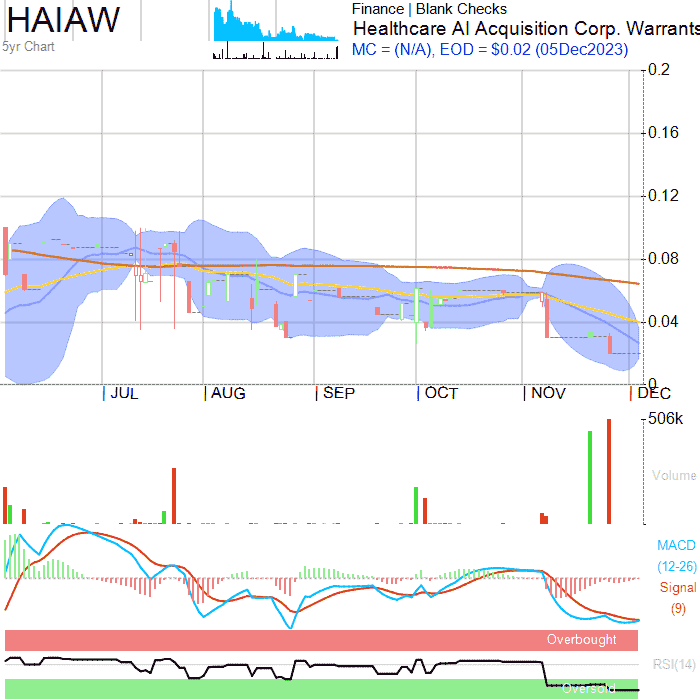 HAIAW
5yr Chart
Finance | Blank Checks
Healthcare AI Acquisition Corp. Warrants
MC = (N/A), EOD = $0.02 (05Dec2023)
0.2
0.16
0.12
0.08
0.04
0
JUL AUG SEP OCT NOV DEC
506k
Volume
MACD
(12-26)
Signal
(9)
Overbought
RSI(14)
Oversold